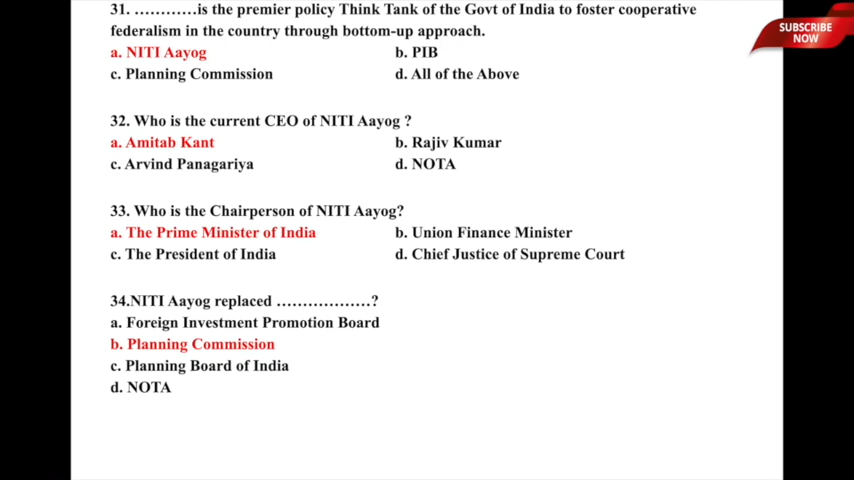 31. …………is the premier policy Think Tank of the Govt of India to foster cooperative
federalism in the country through bottom-up approach.
a. NITI Aayog b. PIB
c. Planning Commission d. All of the Above
32. Who is the current CEO of NITI Aayog ?
a. Amitab Kant b. Rajiv Kumar
c. Arvind Panagariya d. NOTA
33. Who is the Chairperson of NITI Aayog?
a. The Prime Minister of India b. Union Finance Minister
c. The President of India d. Chief Justice of Supreme Court
34.NITI Aayog replaced ………………?
a. Foreign Investment Promotion Board
b. Planning Commission
c. Planning Board of India
d. NOTA
SUBSCRIBE
NOW